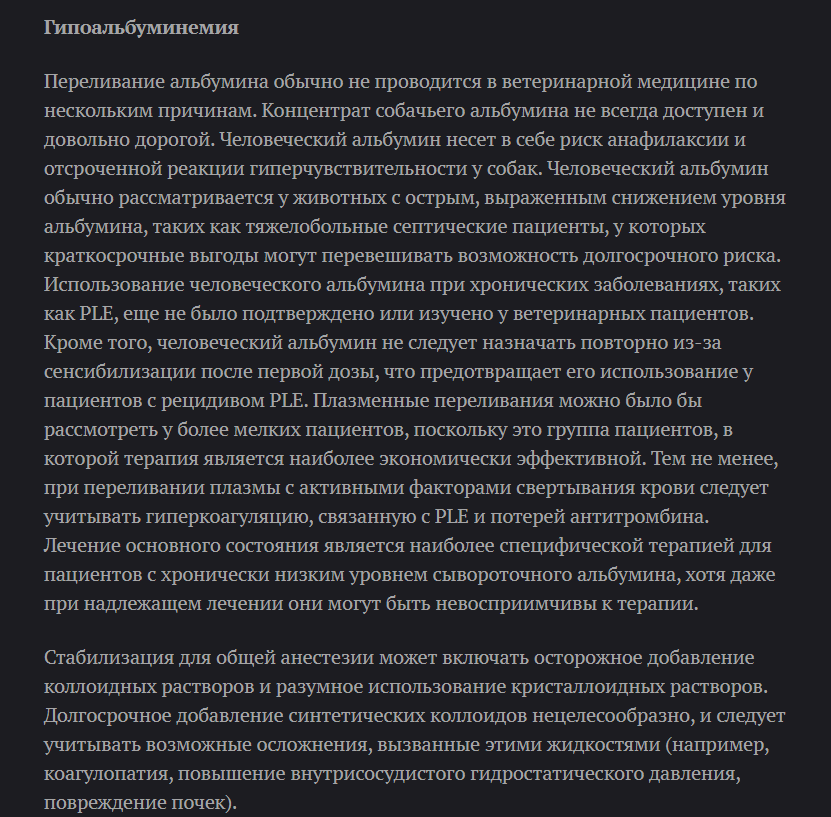 Гипоальбуминемия
Переливание альбумина обычно не проводится в ветеринарной медицине по
нескольким причинам. Концентрат собачьего альбумина не всегда доступен и
довольно дорогой. Человеческий альбумин несет в себе риск анафилаксии и
отсроченной реакции гиперчувствительности у собак. Человеческий альбумин
обычно рассматривается у животных с острым, выраженным снижением уровня
альбумина, таких как тяжелобольные септические пациенты, у которых
краткосрочные выгоды могут перевешивать возможность долгосрочного риска.
Использование человеческого альбумина при хронических заболеваниях, таких
как PLE, еще не было подтверждено или изучено у ветеринарных пациентов.
Кроме того, человеческий альбумин не следует назначать повторно из-за
сенсибилизации после первой дозы, что предотвращает его использование у
пациентов с рецидивом PLE. Плазменные переливания можно было бы
рассмотреть у более мелких пациентов, поскольку это группа пациентов, в
которой терапия является наиболее экономически эффективной. Тем не менее,
при переливании плазмы с активными факторами свертывания крови следует
учитывать гиперкоагуляцию, связанную с PLE и потерей антитромбина.
Лечение основного состояния является наиболее специфической терапией для
пациентов с хронически низким уровнем сывороточного альбумина, хотя даже
при надлежащем лечении они могут быть невосприимчивы к терапии.
Стабилизация для общей анестезии может включать осторожное добавление
коллоидных растворов и разумное использование кристаллоидных растворов.
Долгосрочное добавление синтетических коллоидов нецелесообразно, и следует
учитывать возможные осложнения, вызванные этими жидкостями (например,
коагулопатия, повышение внутрисосудистого гидростатического давления,
повреждение почек).